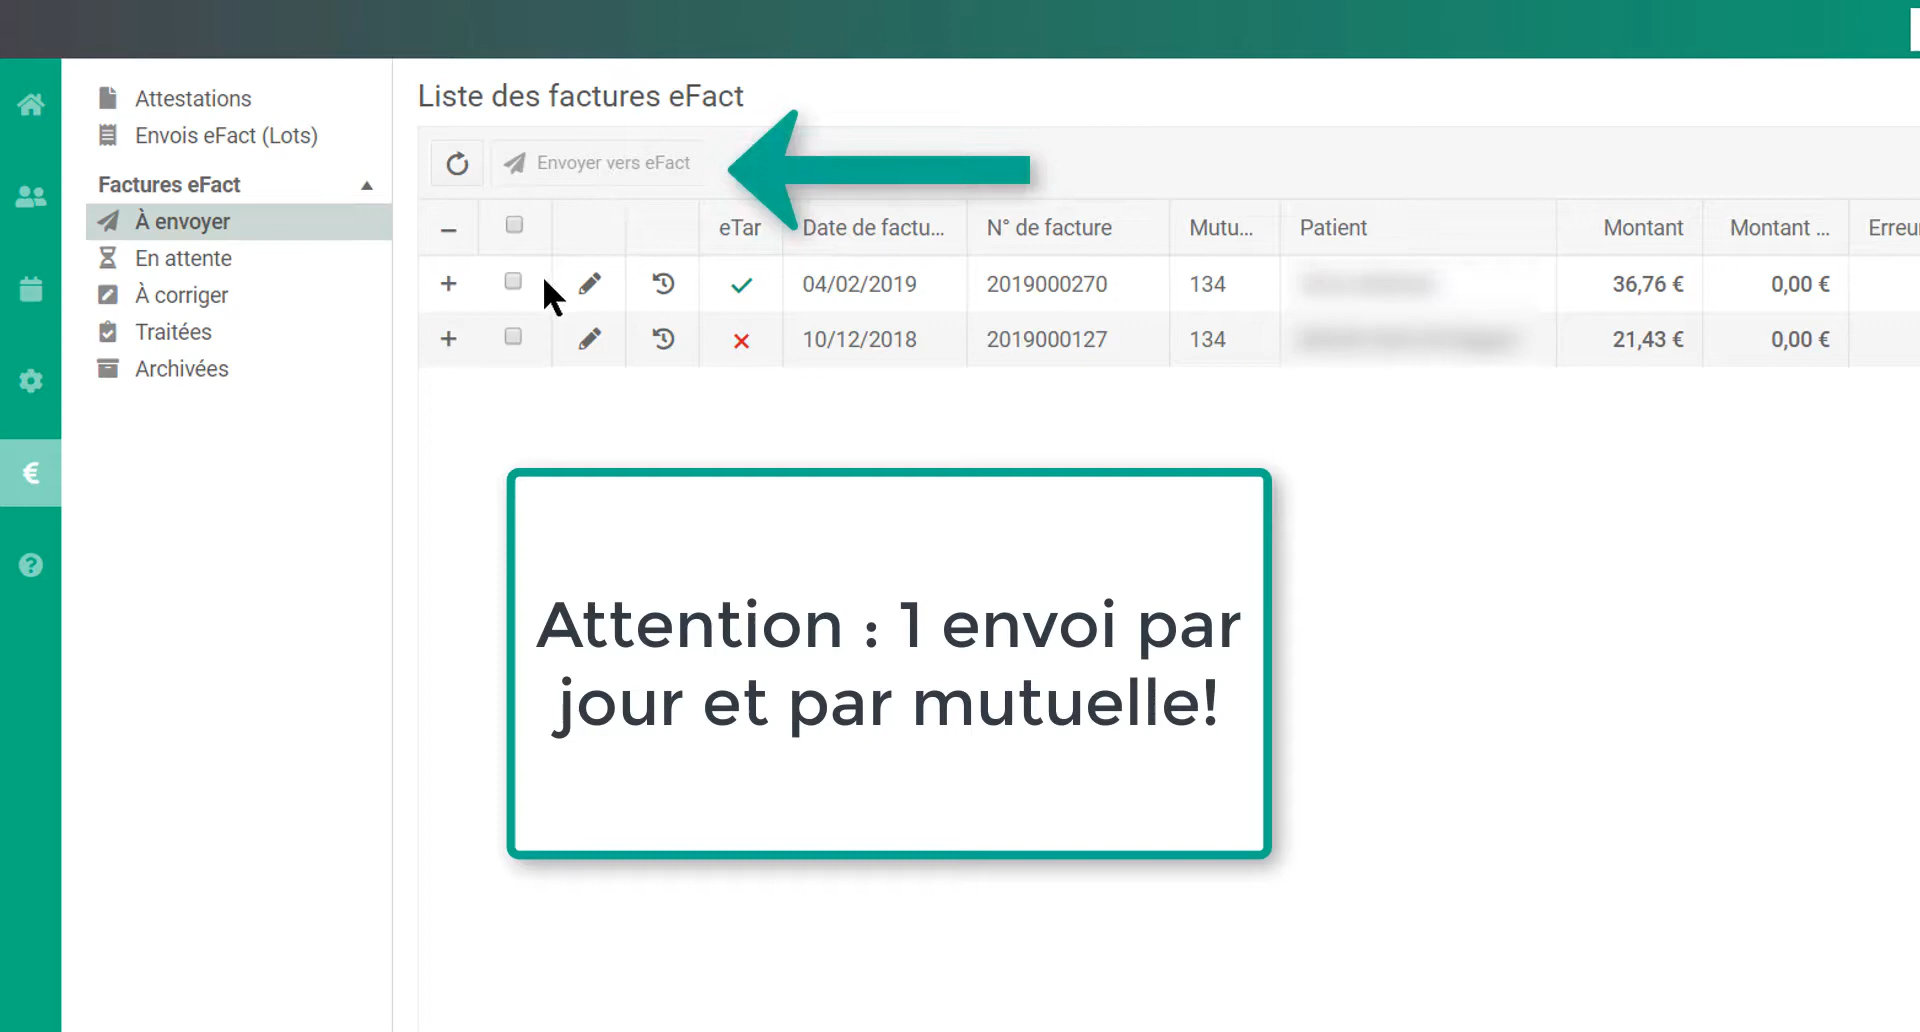 Attestations
Envois eFact (Lots)
Factures eFact
À envoyer
En attente
À corriger
Traitées
Archivées
Liste des factures eFact
Envoyer vers eFact
eTar Date de factu... N° de facture Mutu... Patient Montant Montant ... Erreu
04/02/2019 2019000270 134 36,76 € 0,00 €
10/12/2018 2019000127 134 21,43 € 0,00 €
Attention : 1 envoi par
jour et par mutuelle!